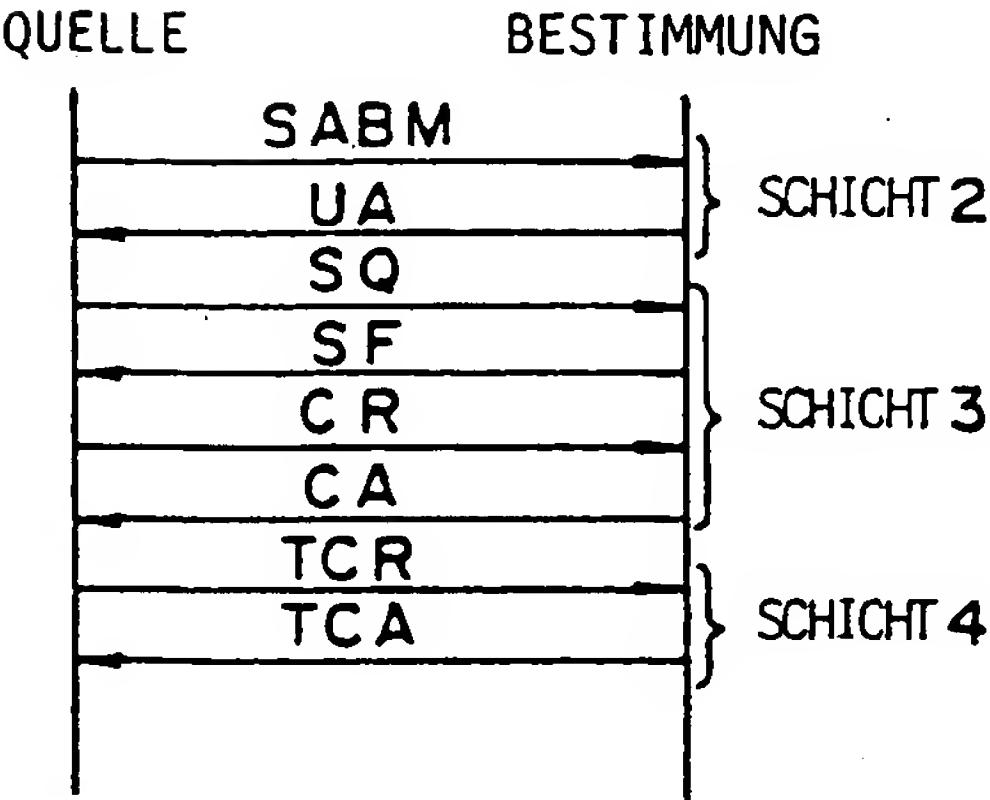 QUELLE BESTIMMUNG
SABM
UA
SCHICHT 2
SQ
SF
CR
SCHICHT 3
CA
TCR
TCA
SCHICHT 4